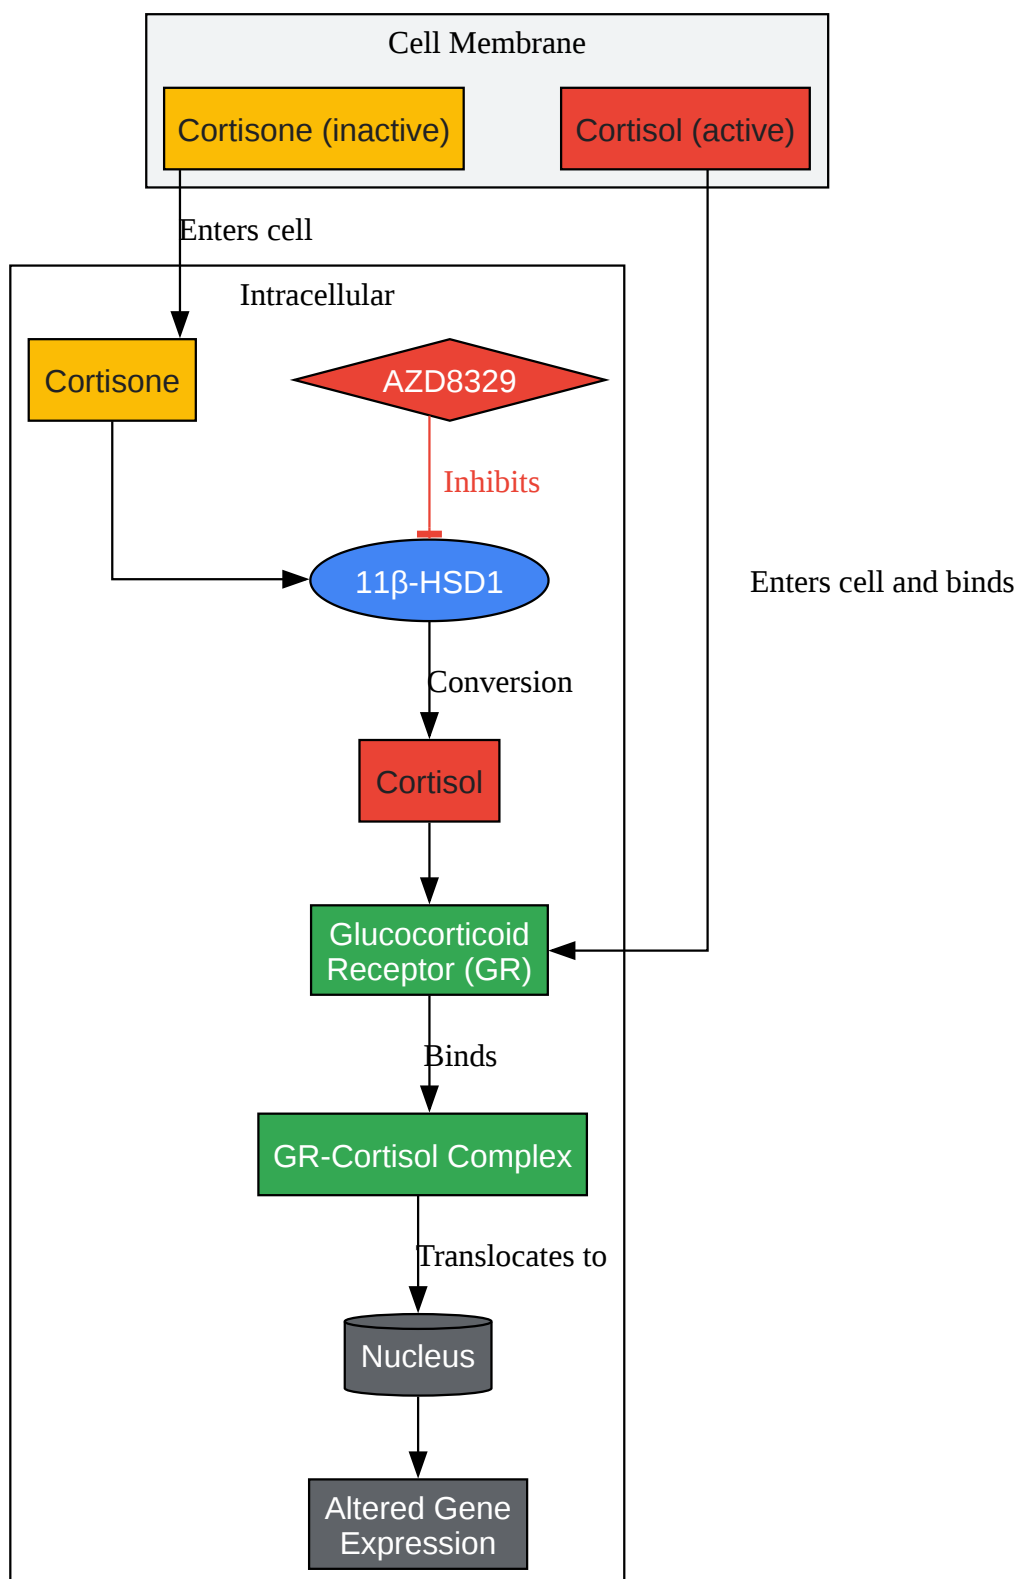 Cell Membrane
Cortisone (inactive)
Cortisol (active)
Enters cell
Intracellular
Cortisone
AZD8329
Inhibits
11β-HSD1
Enters cell and binds
Conversion
Cortisol
Glucocorticoid
Receptor (GR)
Binds
GR-Cortisol Complex
Translocates to
Nucleus
Altered Gene
Expression